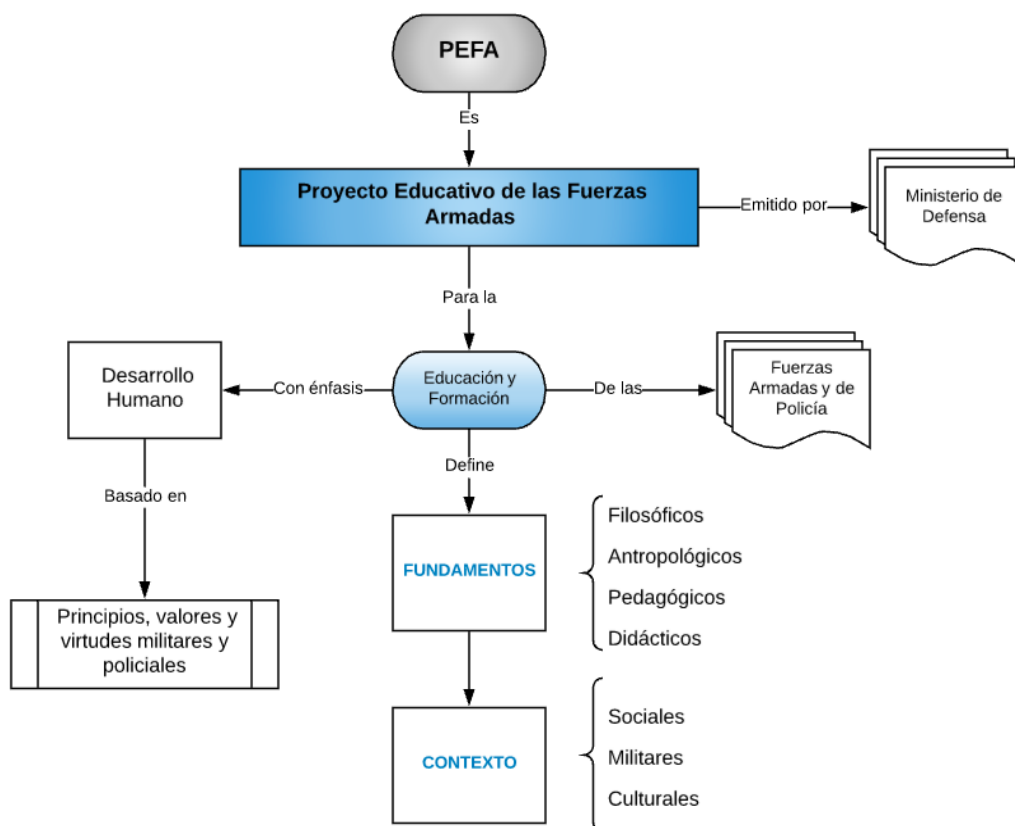 PEFA
Es
Proyecto Educativo de las Fuerzas
Armadas
Emitido por
Ministerio de
Defensa
Para la
Desarrollo
Humano
Con énfasis
Educación y
Formación
De las
Fuerzas
Armadas y de
Policía
Basado en
Define
Principios, valores y
virtudes militares y
policiales
FUNDAMENTOS
Filosóficos
Antropológicos
Pedagógicos
Didácticos
CONTEXTO
Sociales
Militares
Culturales